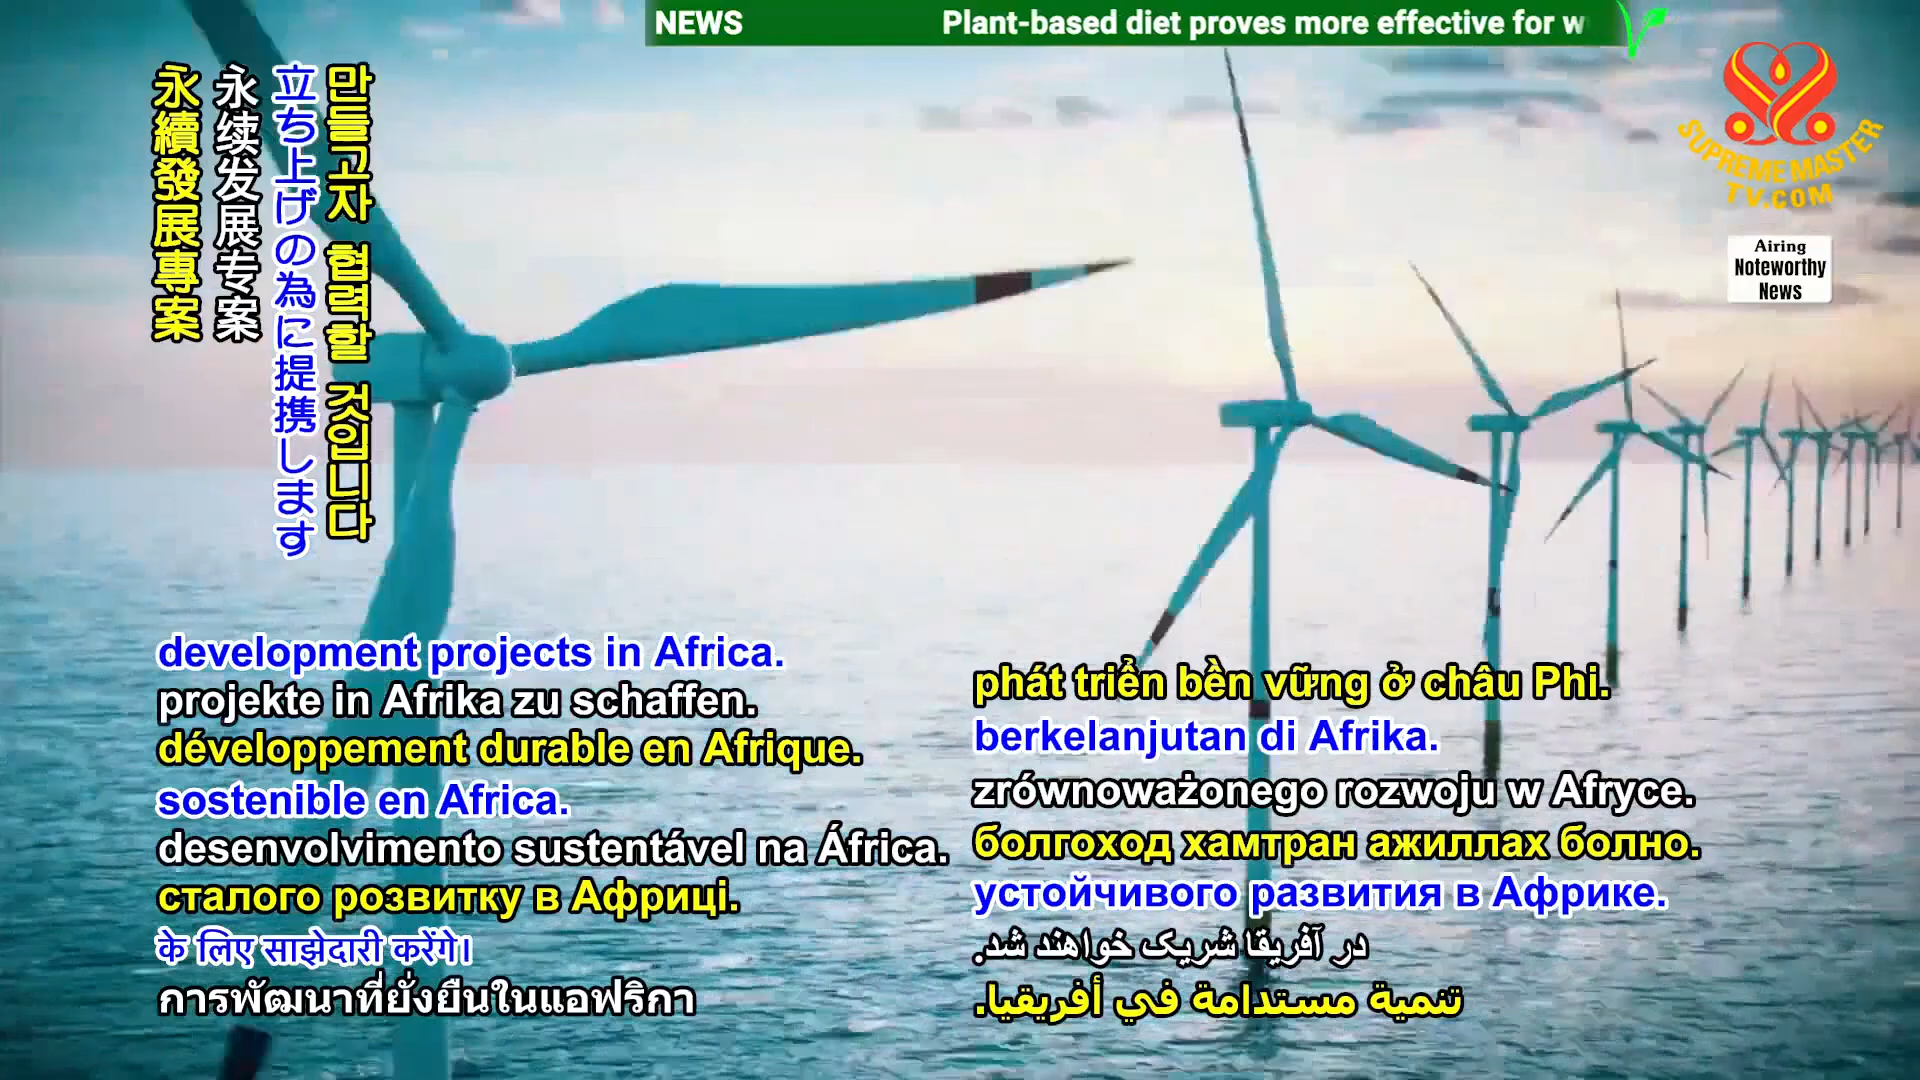 NEWS
Plant-based diet proves more effective for
SUPREME MASTER
TV.COM
Airing
Noteworthy
News
永續發展專案
永续发展专案
立ち上げの為に提携します
만들고자 협력할 것입니다
development projects in Africa.
projekte in Afrika zu schaffen.
développement durable en Afrique.
sostenible en Africa.
desenvolvimento sustentável na África.
сталого розвитку в Африці.
के लिए साझेदारी करेंगे।
การพัฒนาที่ยั่งยืนในแอฟริกา
phát triển bền vững ở châu Phi.
berkelanjutan di Afrika.
zrównoważonego rozwoju w Afryce.
болгоход хамтран ажиллах болно.
устойчивого развития в Африке.
در آفریقا شریک خواهند شد.
تنمية مستدامة في أفريقيا.